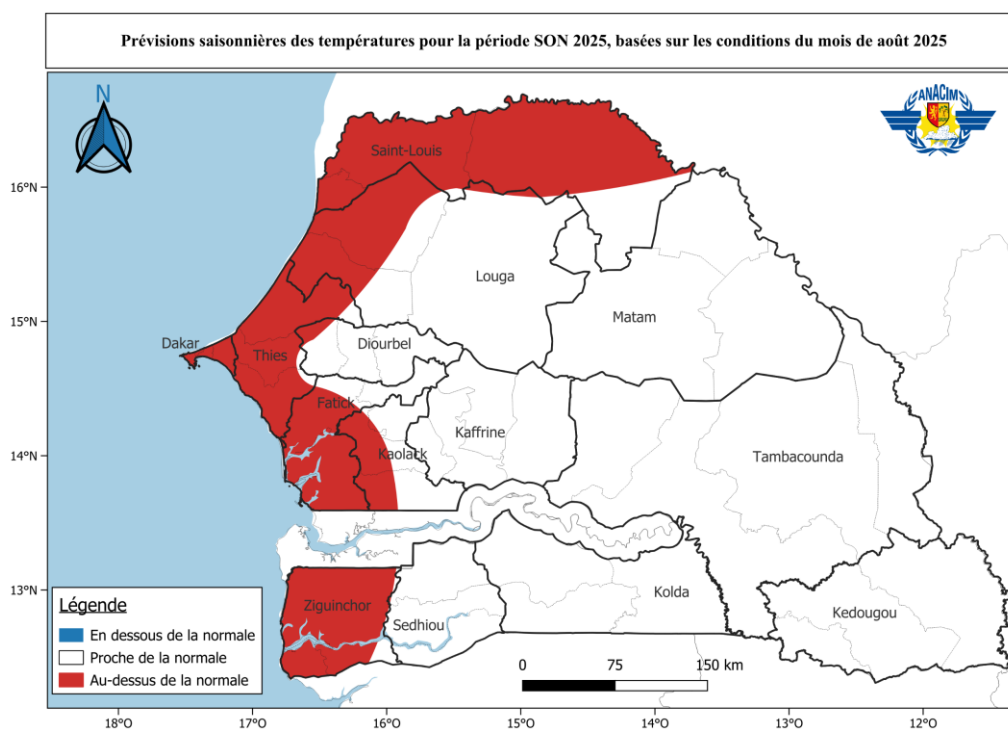 Prévisions saisonnières des températures pour la période SON 2025, basées sur les conditions du mois de août 2025
N
ANACIM
Saint-Louis
16°N
Louga
Matam
15°N
Dakar
Thies
Diourbel
Fatick
Kaolack
Kaffrine
Tambacounda
14°N
13°N
Ziguinchor
Sedhiou
Kolda
Kedougou
Légende
En dessous de la normale
Proche de la normale
Au-dessus de la normale
0 75 150 km
18°O 17°O 16°O 15°O 14°O 13°O 12°O